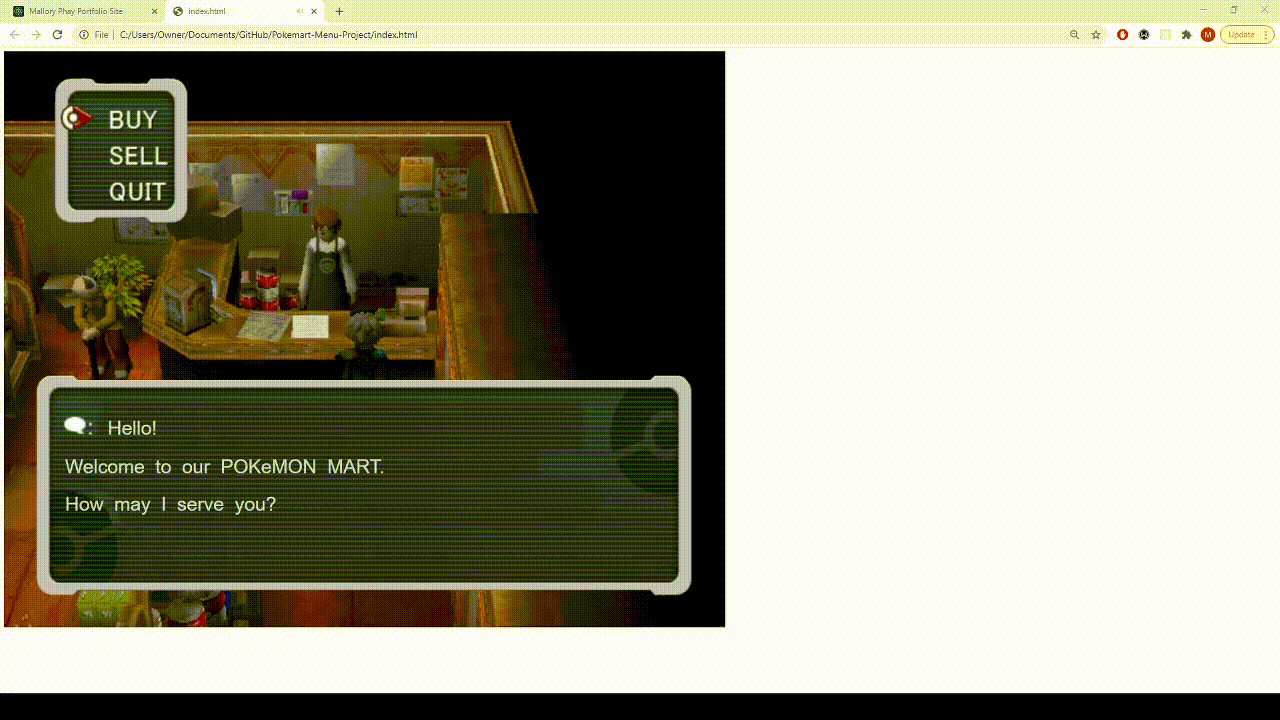 Mallory Phay Portfolio Site
index.html
File
C:/Users/Owner/Documents/GitHub/Pokemart-Menu-Project/index.html
M
Update
BUY
SELL
QUIT
: Hello!
Welcome to our POKeMON MART.
How may I serve you?